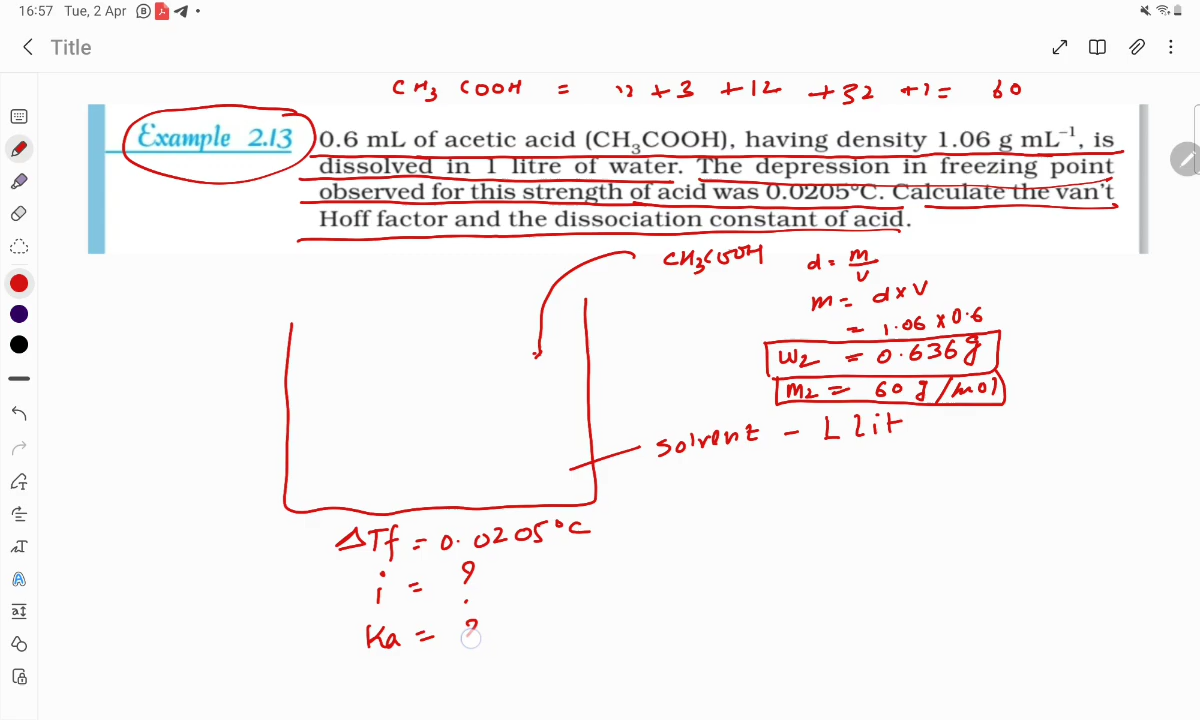 16:57 Tue, 2 Apr
Title
CH3 COOH = 12 + 3 + 12 + 32 + 1 = 60
Example 2.13
0.6 mL of acetic acid (CH₃COOH), having density 1.06 g mL⁻¹, is
dissolved in 1 litre of water. The depression in freezing point
observed for this strength of acid was 0.0205°C. Calculate the van't
Hoff factor and the dissociation constant of acid.
CH3COOH
d = m/v
m = d x v
= 1.06 x 0.6
W2 = 0.636 g
M2 = 60 g/mol
Solvent - 1 lit
ΔTf = 0.0205°C
i = ?
Ka = ?